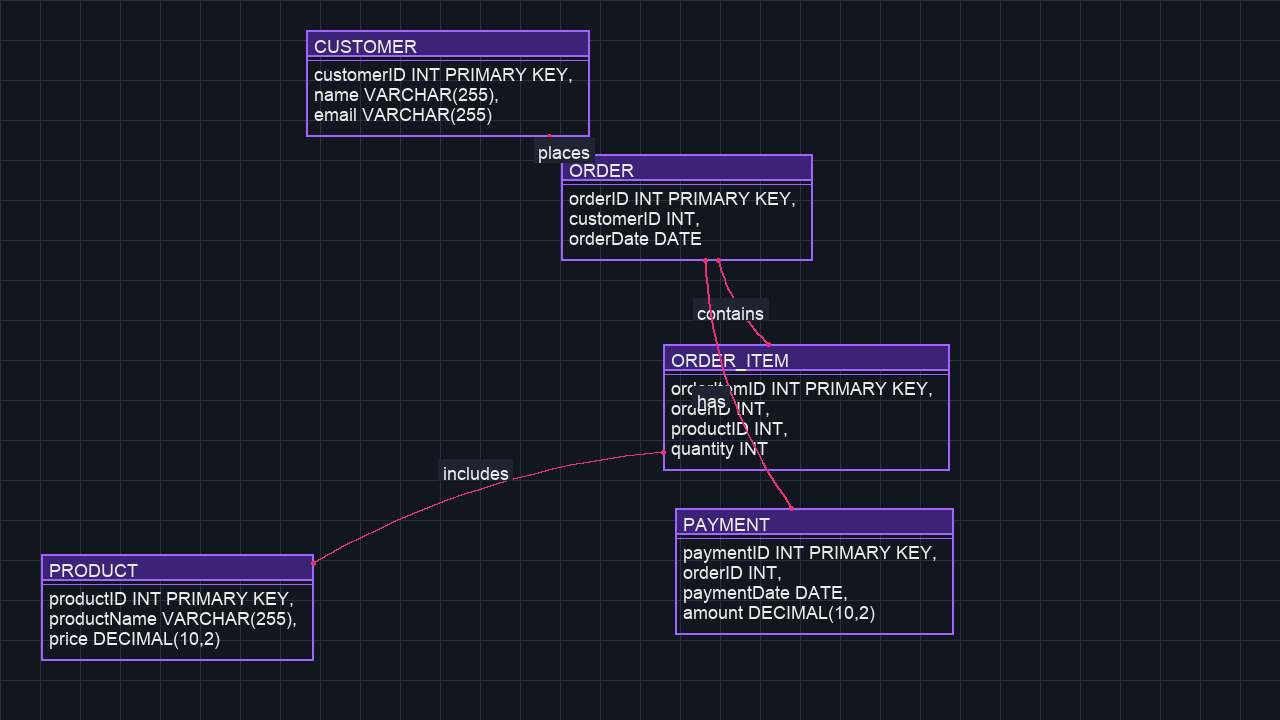 CUSTOMER
customerID INT PRIMARY KEY,
name VARCHAR(255),
email VARCHAR(255)
places
ORDER
orderID INT PRIMARY KEY,
customerID INT,
orderDate DATE
contains
ORDER_ITEM
orderItemID INT PRIMARY KEY,
has
orderID INT,
productID INT,
quantity INT
includes
PAYMENT
paymentID INT PRIMARY KEY,
orderID INT,
paymentDate DATE,
amount DECIMAL(10,2)
PRODUCT
productID INT PRIMARY KEY,
productName VARCHAR(255),
price DECIMAL(10,2)